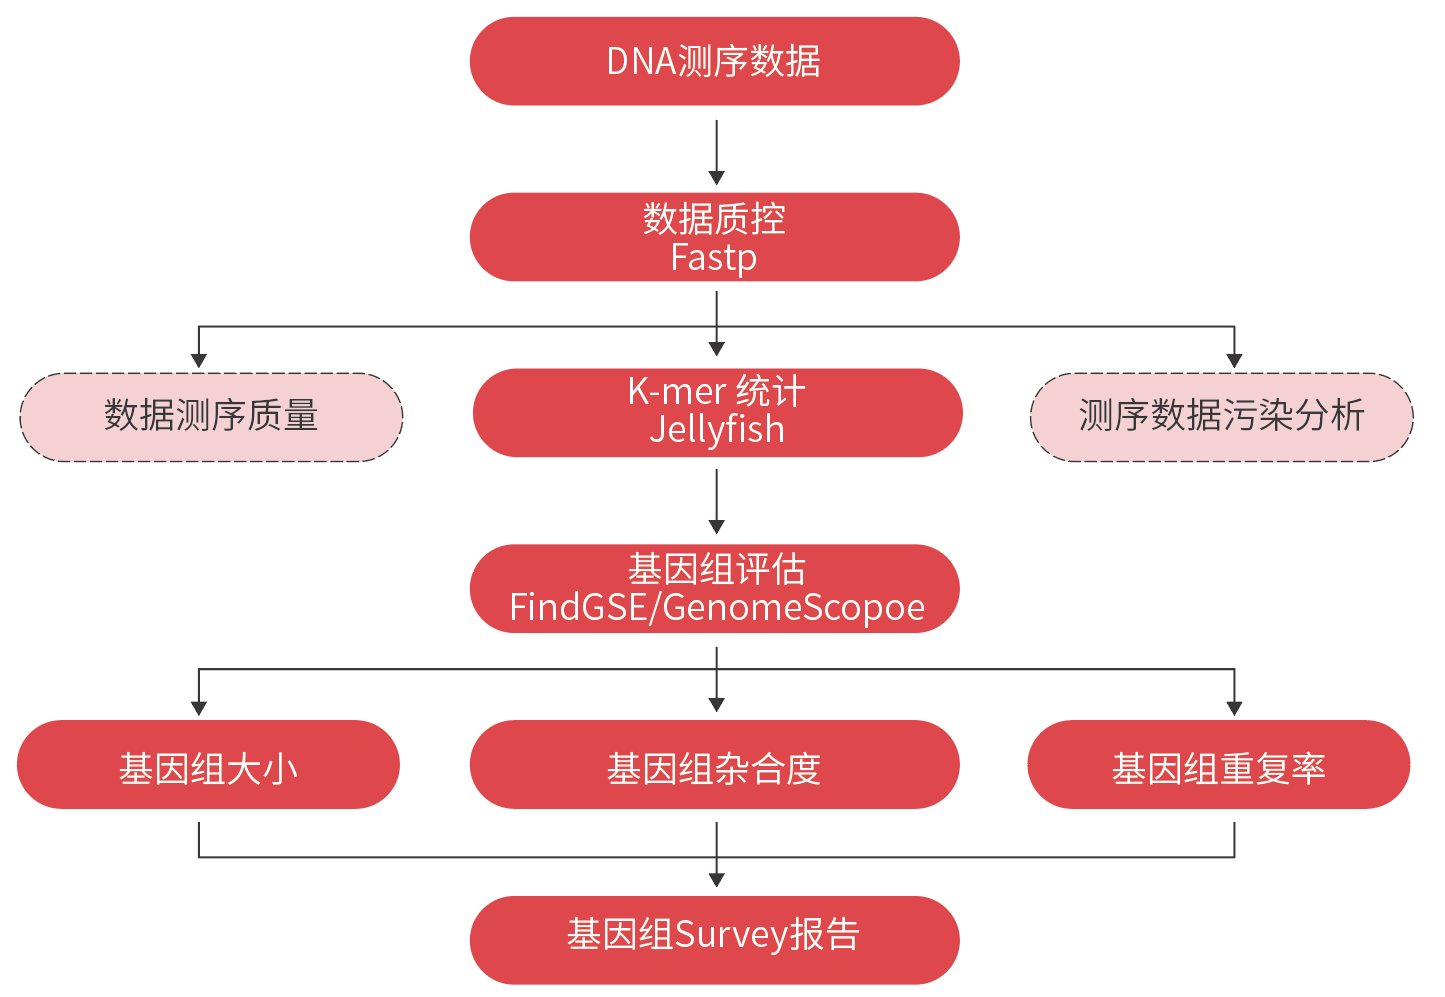 DNA测序数据
数据质控
Fastp
数据测序质量
K-mer 统计
Jellyfish
测序数据污染分析
基因组评估
FindGSE/GenomeScopoe
基因组大小
基因组杂合度
基因组重复率
基因组Survey报告